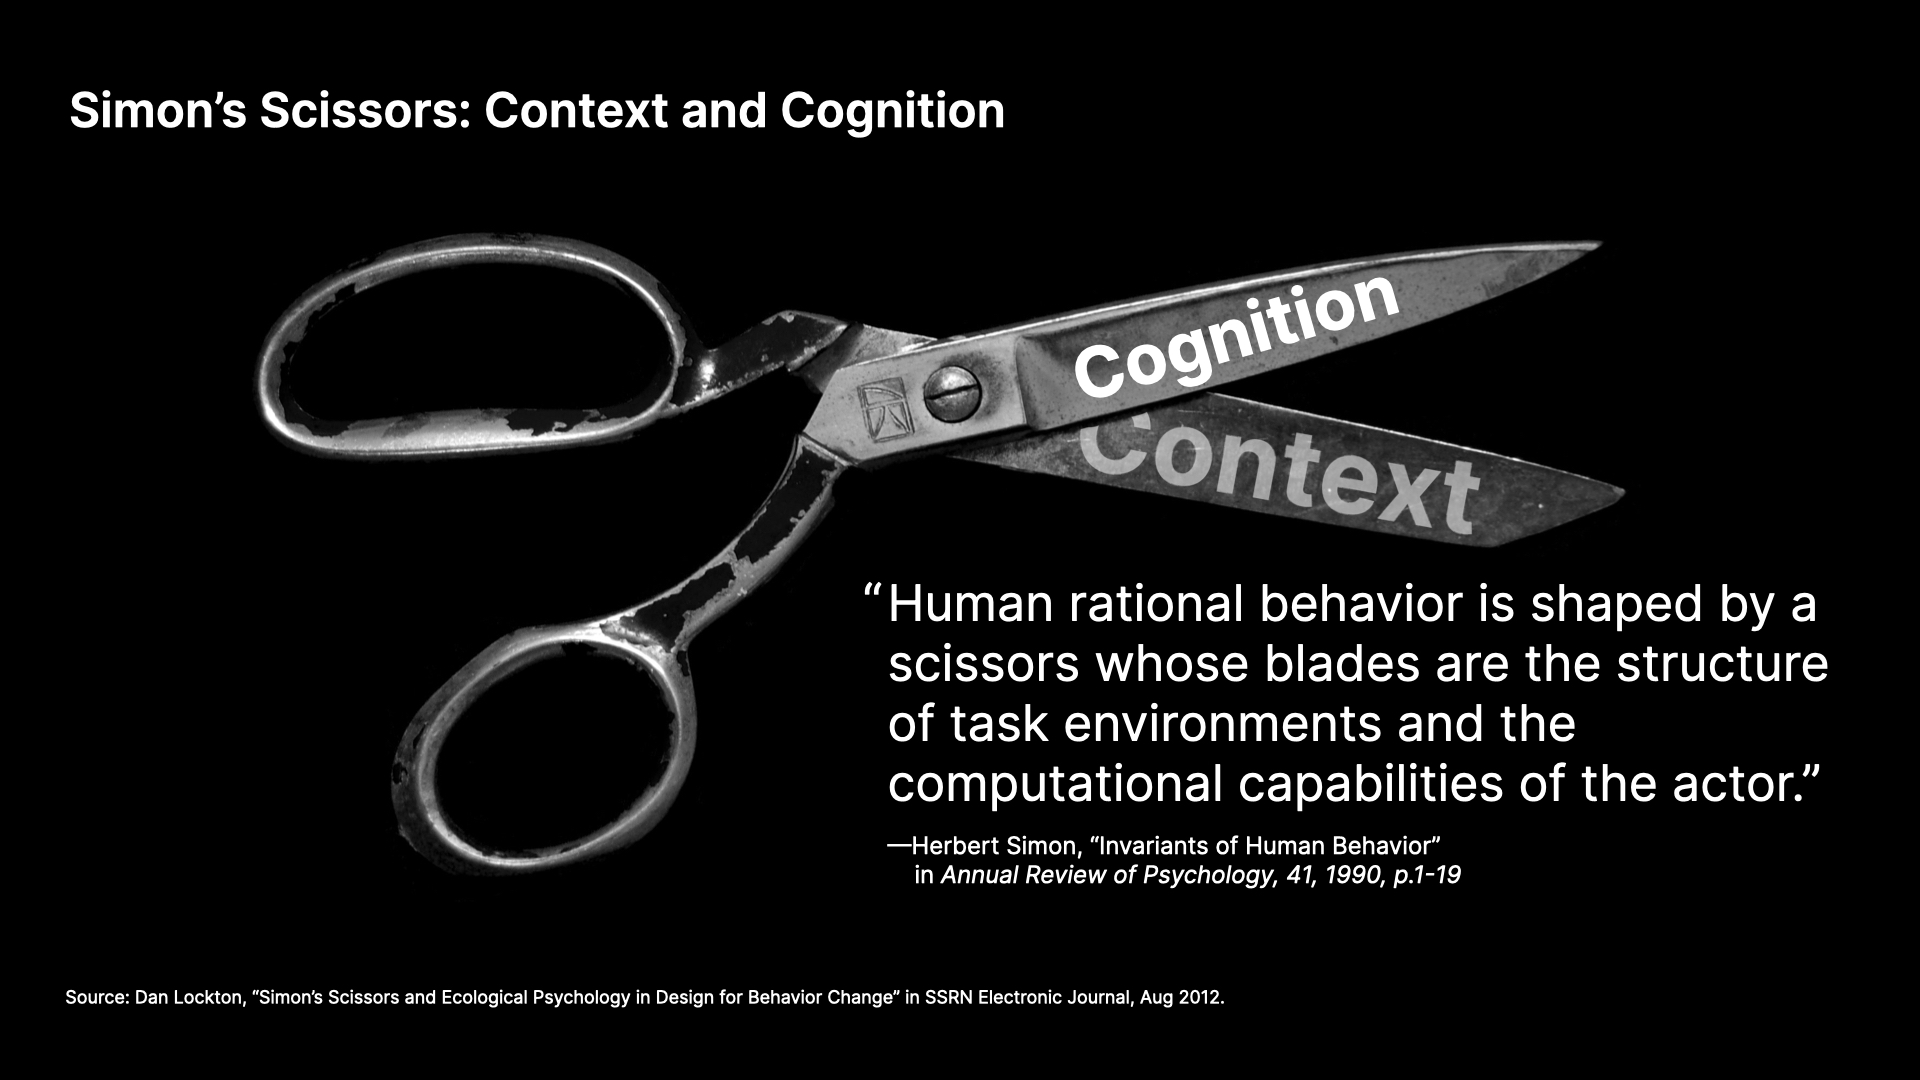 Simon’s Scissors: Context and Cognition
Cognition
Context
“Human rational behavior is shaped by a
scissors whose blades are the structure
of task environments and the
computational capabilities of the actor.”
—Herbert Simon, “Invariants of Human Behavior”
in Annual Review of Psychology, 41, 1990, p.1-19
Source: Dan Lockton, “Simon’s Scissors and Ecological Psychology in Design for Behavior Change” in SSRN Electronic Journal, Aug 2012.